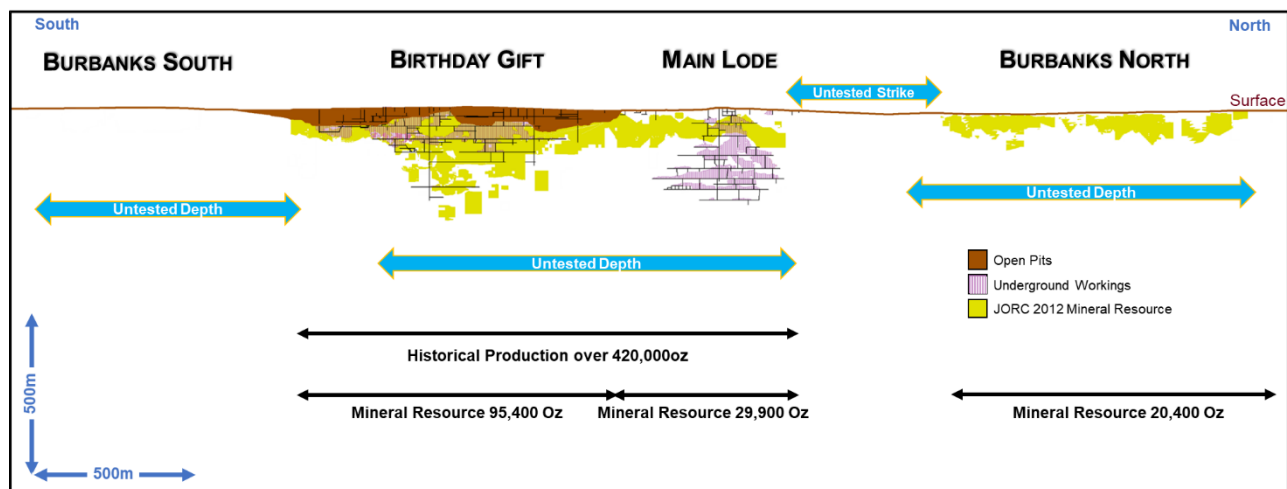 South
North
BURBANKS SOUTH
BIRTHDAY GIFT
MAIN LODE
BURBANKS NORTH
Untested Strike
Surface
Untested Depth
Untested Depth
Untested Depth
Open Pits
Underground Workings
JORC 2012 Mineral Resource
Historical Production over 420,000oz
Mineral Resource 95,400 Oz
Mineral Resource 29,900 Oz
Mineral Resource 20,400 Oz
500m
500m